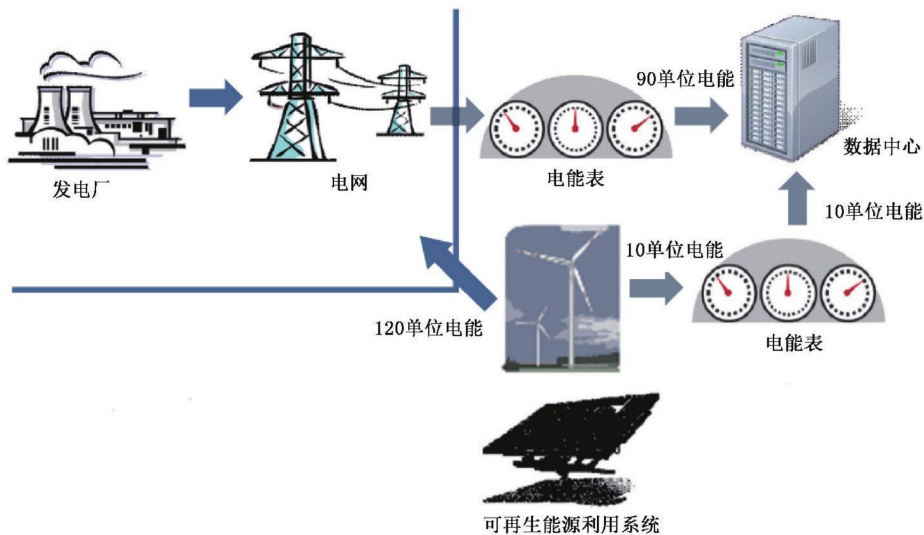 90单位电能
数据中心
发电厂
电网
电能表
10单位电能
10单位电能
120单位电能
电能表
可再生能源利用系统